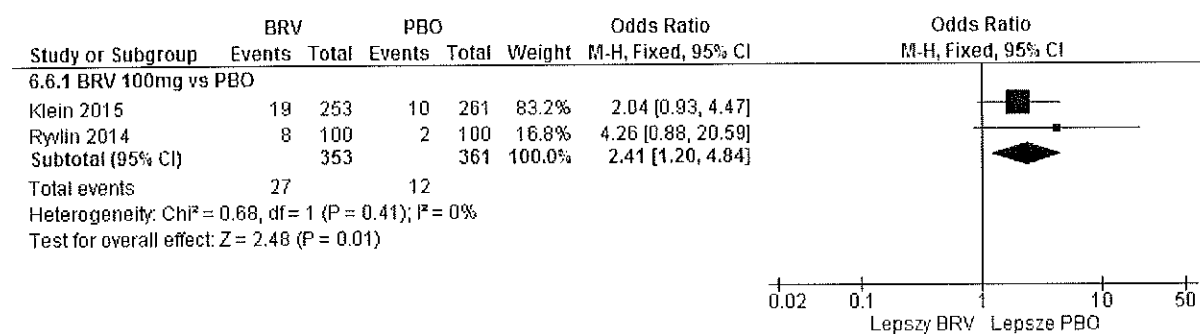 BRV PBO Odds Ratio Odds Ratio
Study or Subgroup Events Total Events Total Weight M-H, Fixed, 95% CI M-H, Fixed, 95% CI
6.6.1 BRV 100mg vs PBO
Klein 2015 19 253 10 261 83.2% 2.04 [0.93, 4.47]
Ryvlin 2014 8 100 2 100 16.8% 4.26 [0.88, 20.59]
Subtotal (95% CI) 353 361 100.0% 2.41 [1.20, 4.84]
Total events 27 12
Heterogeneity: Chi² = 0.68, df = 1 (P = 0.41); I² = 0%
Test for overall effect: Z = 2.48 (P = 0.01)
0.02 0.1 1 10 50
Lepszy BRV Lepsze PBO